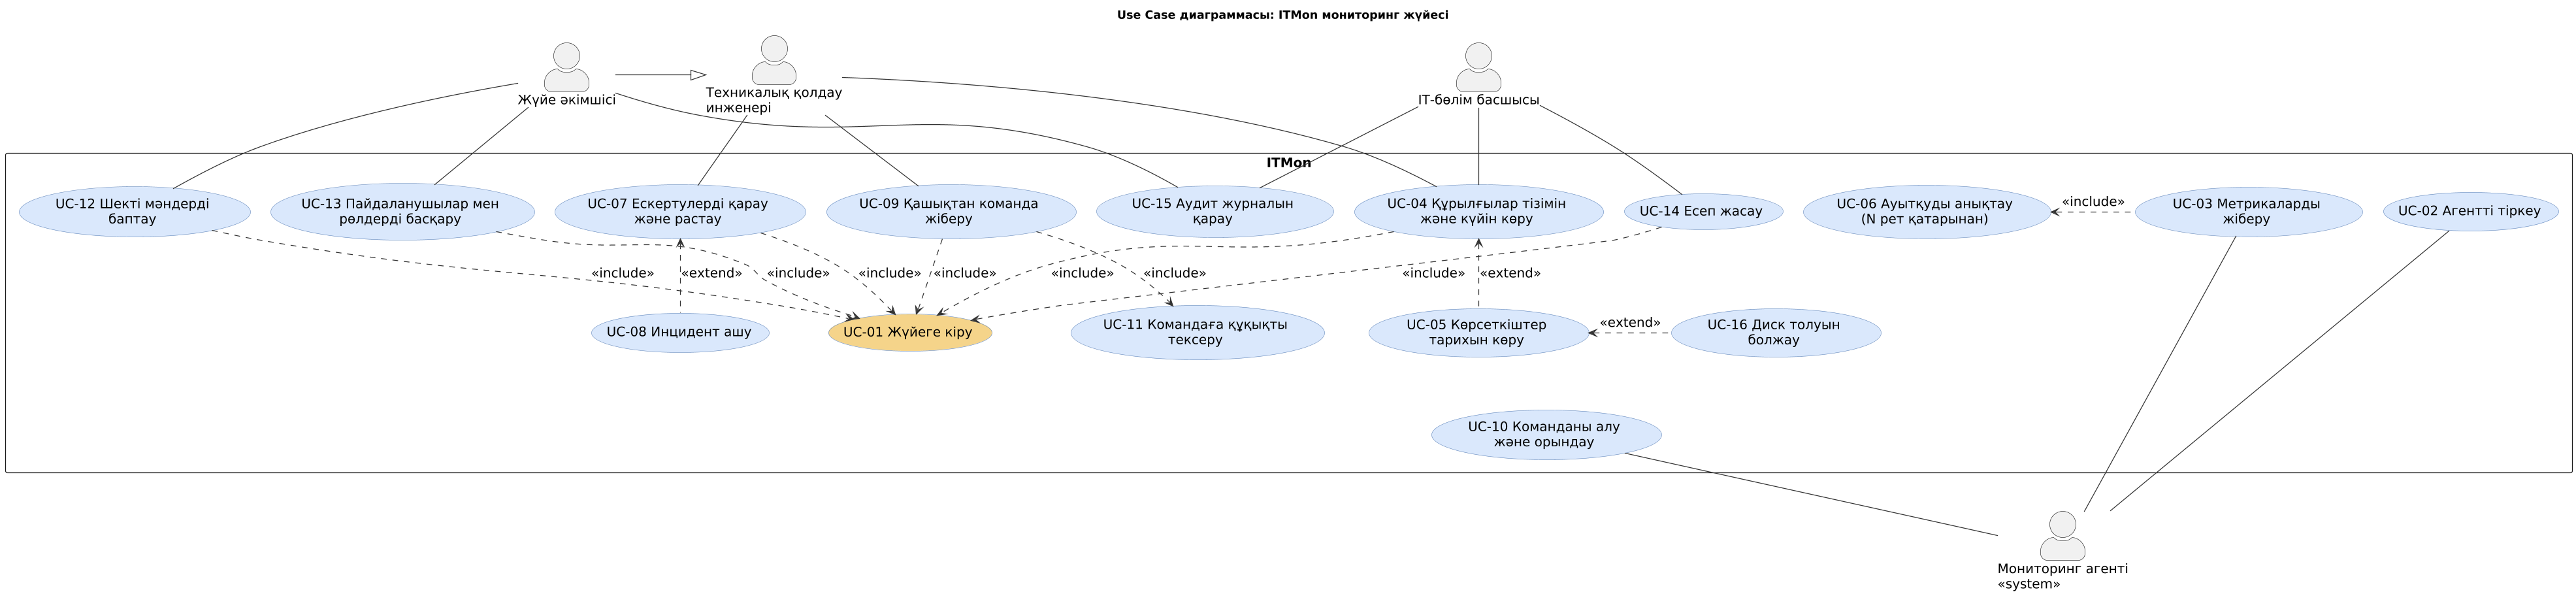 Use Case диаграммасы: ITMon мониторинг жүйесі
Жүйе әкімшісі
Техникалық қолдау
инженері
IT-бөлім басшысы
ITMon
UC-12 Шекті мәндерді
баптау
UC-13 Пайдаланушылар мен
рөлдерді басқару
UC-07 Ескертулерді қарау
және растау
UC-09 Қашықтан команда
жіберу
UC-15 Аудит журналын
қарау
UC-04 Құрылғылар тізімін
және күйін көру
UC-14 Есеп жасау
UC-06 Ауытқуды анықтау
(N рет қатарынан)
«include»
UC-03 Метрикаларды
жіберу
UC-02 Агентті тіркеу
«include»
«extend»
«include»
«include»
«include»
«include»
«include»
«include»
«extend»
UC-08 Инцидент ашу
UC-01 Жүйеге кіру
UC-11 Командаға құқықты
тексеру
UC-05 Көрсеткіштер
тарихын көру
«extend»
UC-16 Диск толуын
болжау
UC-10 Команданы алу
және орындау
Мониторинг агенті
«system»